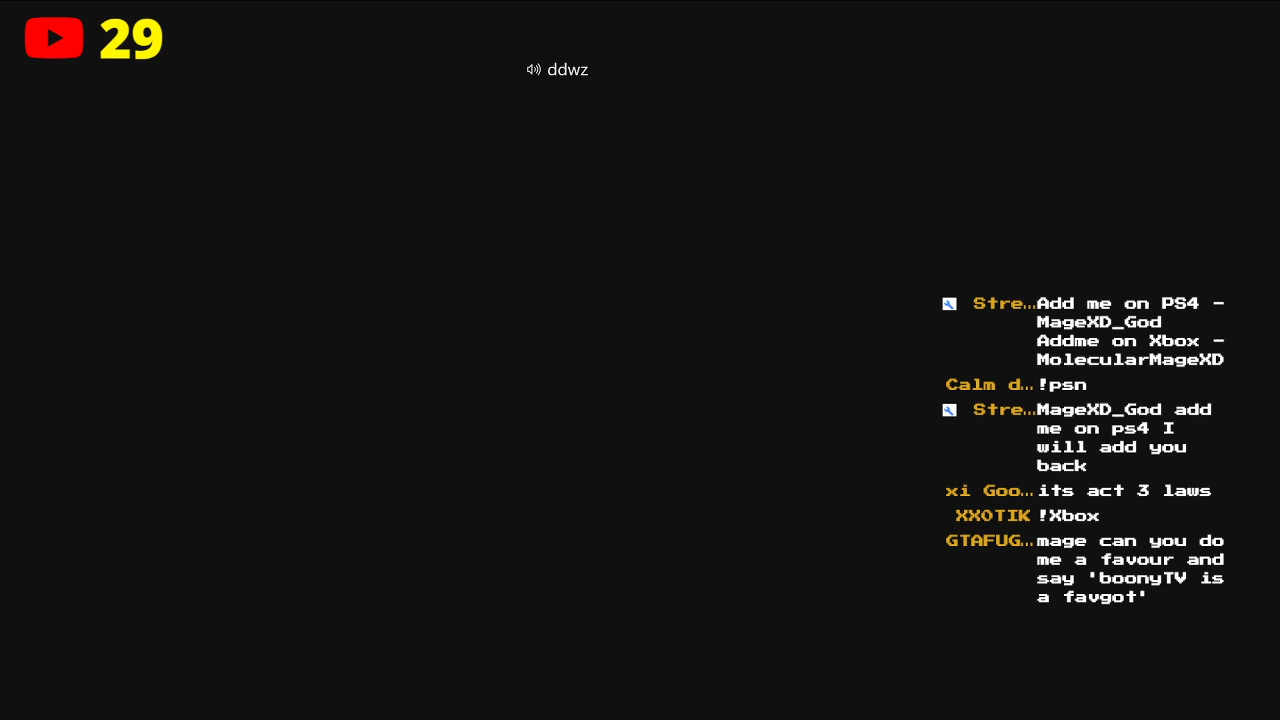 29
ddwz
Stre…Add me on PS4 –
MageXD_God
Addme on Xbox –
MolecularMageXD
Calm d…!psn
Stre…MageXD_God add
me on ps4 I
will add you
back
xi Goo…its act 3 laws
XXOTIK !Xbox
GTAFUG…mage can you do
me a favour and
say 'boonyTV is
a favgot'